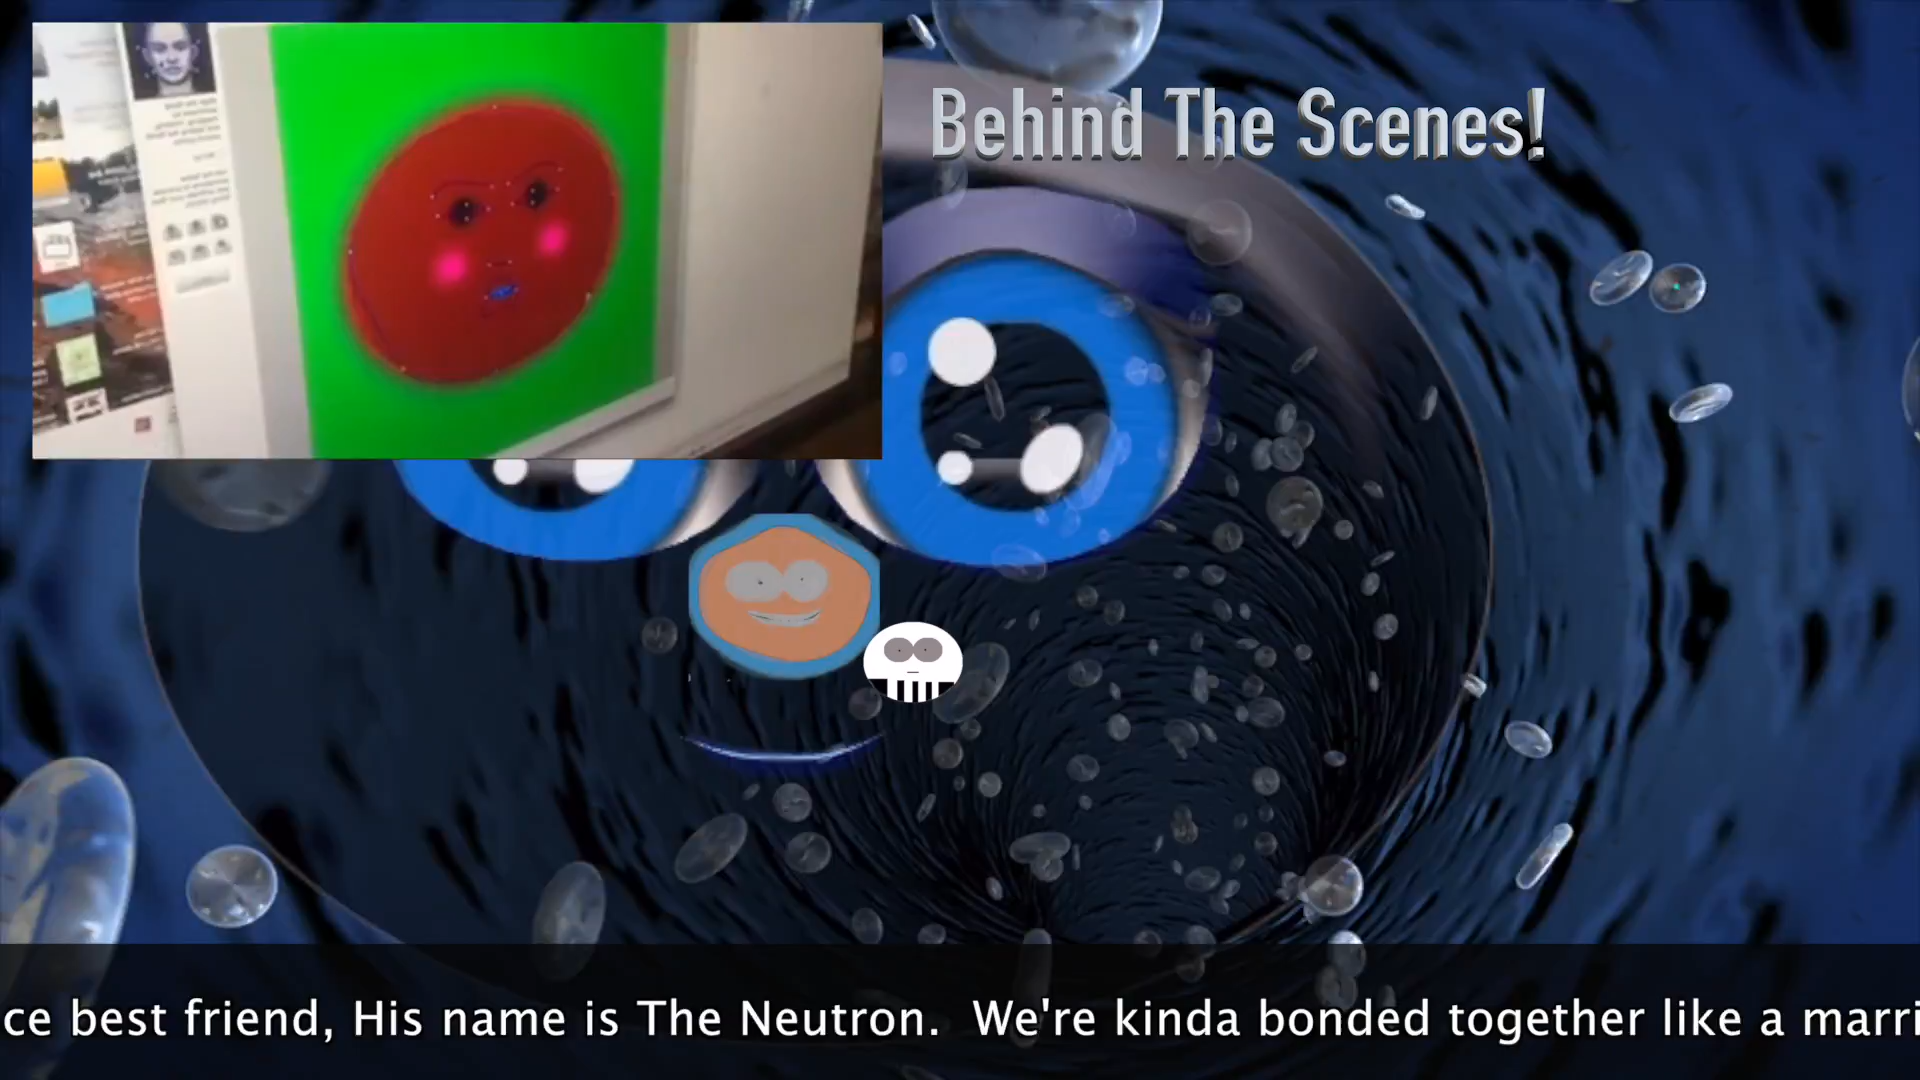 Behind The Scenes!
ce best friend, His name is The Neutron.  We're kinda bonded together like a marri